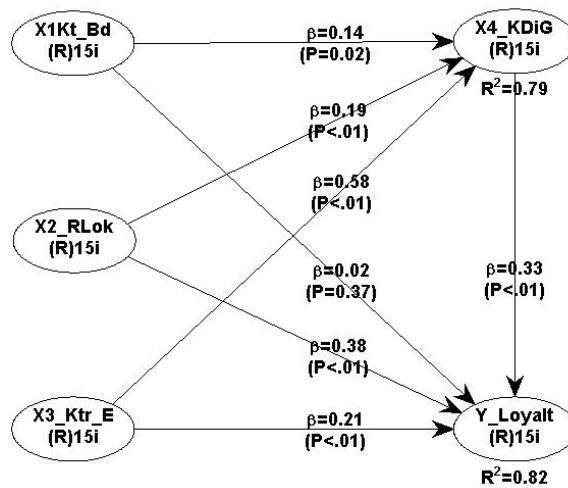 X1Kt_Bd
(R)15i
β=0.14
(P=0.02)
X4_KDiG
(R)15i
R²=0.79
β=0.19
(P<.01)
β=0.58
(P<.01)
X2_RLok
(R)15i
β=0.02
(P=0.37)
β=0.33
(P<.01)
β=0.38
(P<.01)
X3_Ktr_E
(R)15i
β=0.21
(P<.01)
Y_Loyalt
(R)15i
R²=0.82